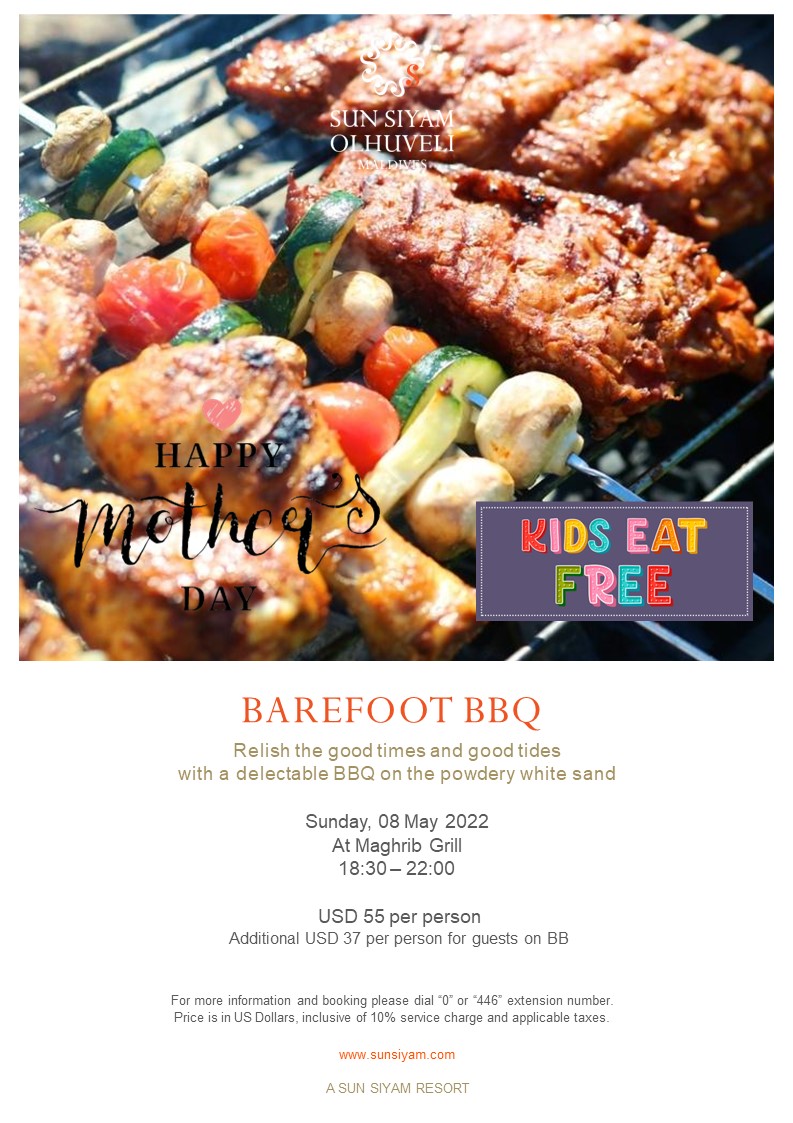 SUN SIYAM
OLHUVELI
MALDIVES
HAPPY
Mother's
DAY
KIDS EAT
FREE
BAREFOOT BBQ
Relish the good times and good tides
with a delectable BBQ on the powdery white sand
Sunday, 08 May 2022
At Maghrib Grill
18:30 – 22:00
USD 55 per person
Additional USD 37 per person for guests on BB
For more information and booking please dial “0” or “446” extension number.
Price is in US Dollars, inclusive of 10% service charge and applicable taxes.
www.sunsiyam.com
A SUN SIYAM RESORT